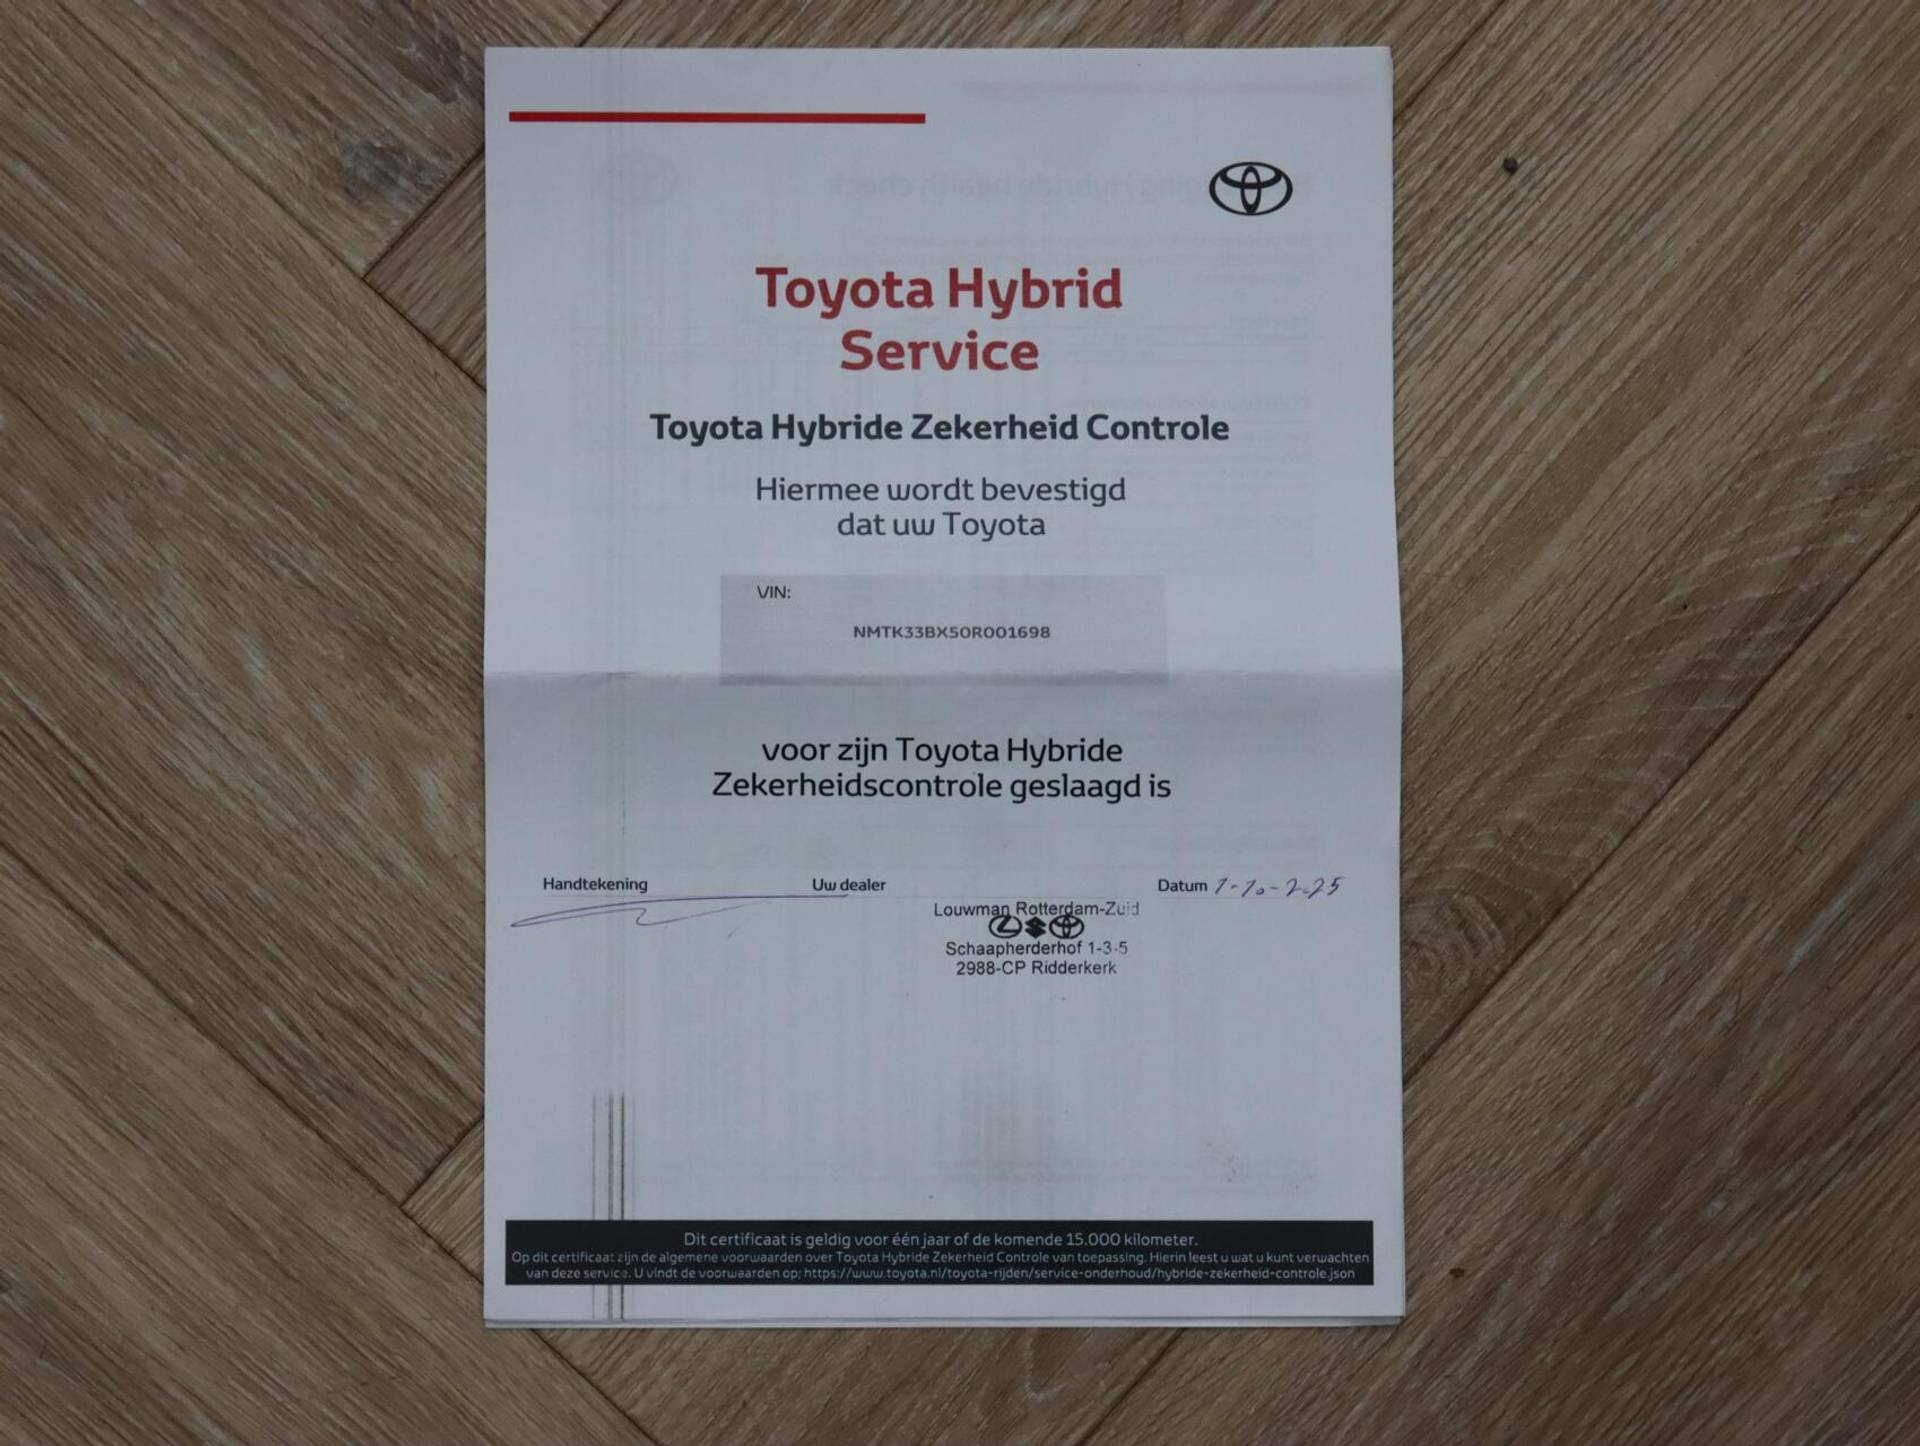 Toyota Hybrid
Service
Toyota Hybride Zekerheid Controle
Hiermee wordt bevestigd
dat uw Toyota
VIN:
NMTK33BX50R001698
voor zijn Toyota Hybride
Zekerheidscontrole geslaagd is
Handtekening Uw dealer Datum 1-10-2025
Louwman Rotterdam-Zuid
Schaapherderhof 1-3-5
2988-CP Ridderkerk
Dit certificaat is geldig voor één jaar of de komende 15.000 kilometer.
Op dit certificaat zijn de algemene voorwaarden over Toyota Hybride Zekerheid Controle van toepassing. Hierin leest u wat u kunt verwachten
van deze service. U vindt de voorwaarden op; https://www.toyota.nl/toyota-rijden/service-onderhoud/hybride-zekerheid-controle.json